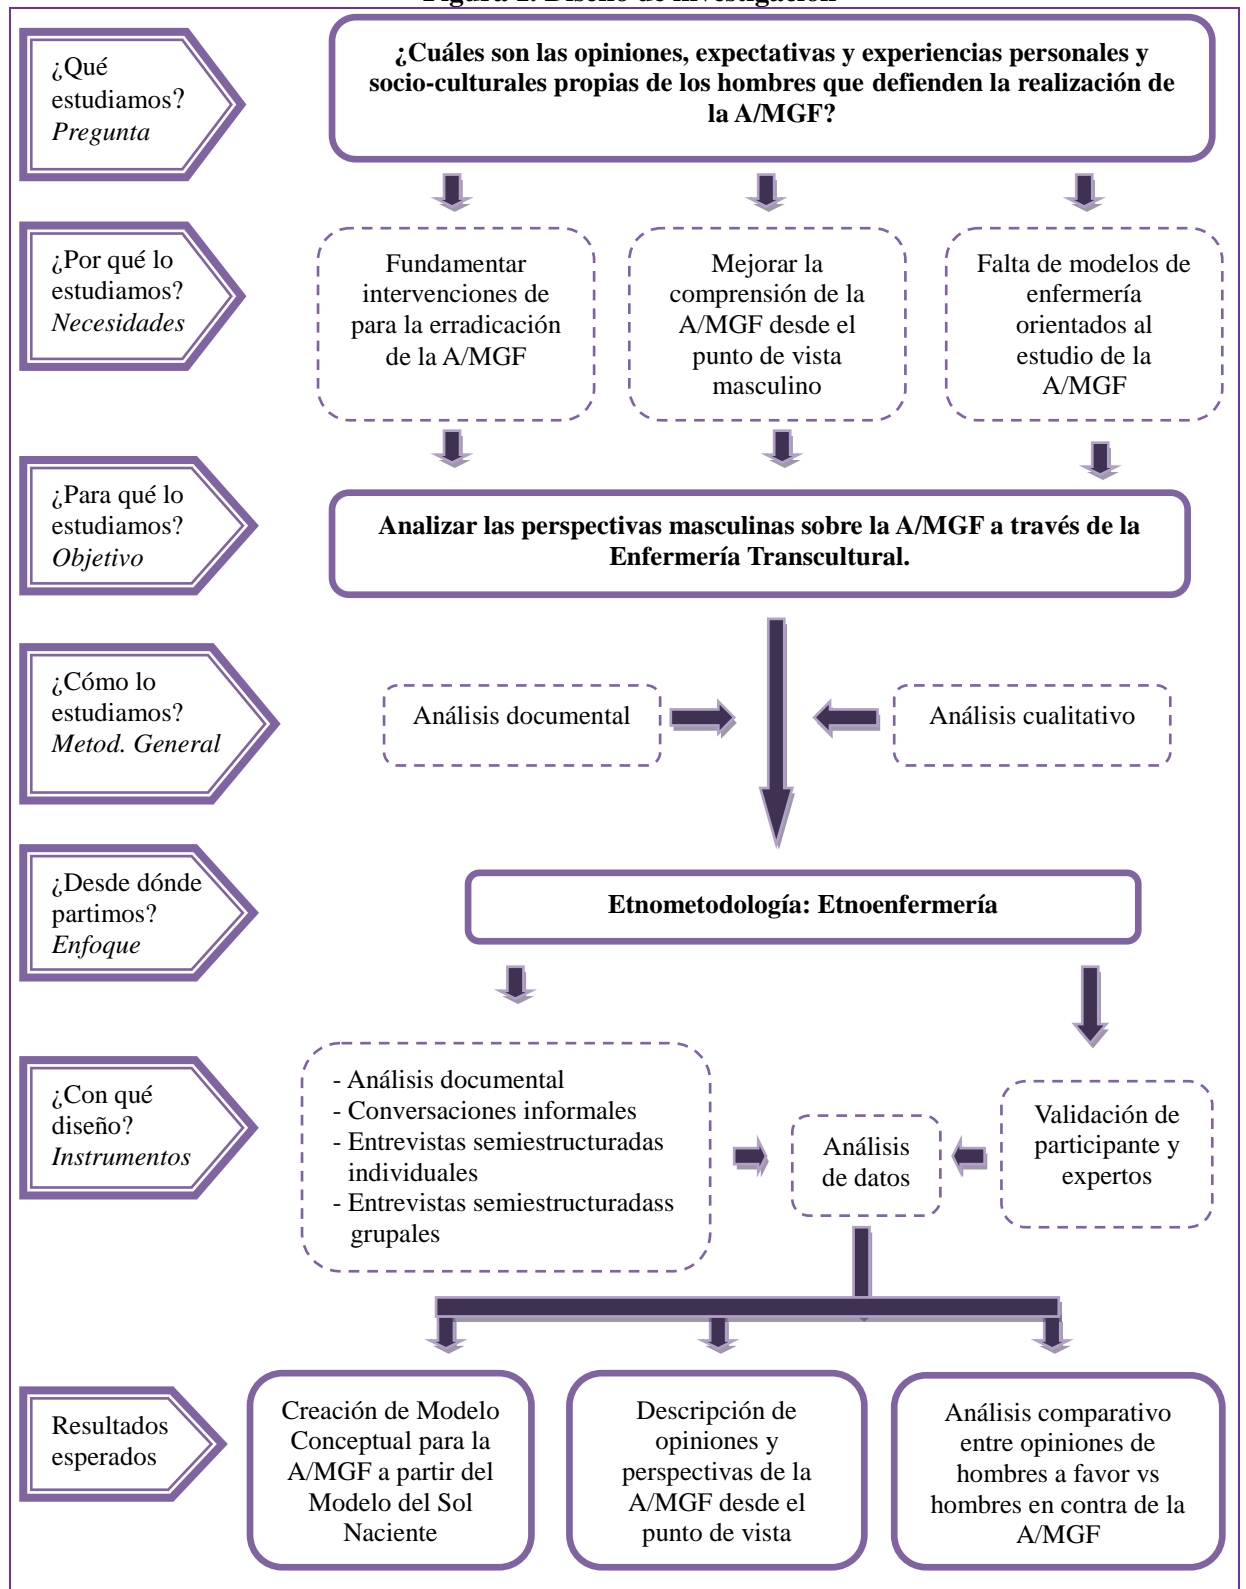 ¿Qué
estudiamos?
Pregunta
¿Cuáles son las opiniones, expectativas y experiencias personales y
socio-culturales propias de los hombres que defienden la realización de
la A/MGF?
¿Por qué lo
estudiamos?
Necesidades
Fundamentar
intervenciones de
para la erradicación
de la A/MGF
Mejorar la
comprensión de la
A/MGF desde el
punto de vista
masculino
Falta de modelos de
enfermería
orientados al
estudio de la
A/MGF
¿Para qué lo
estudiamos?
Objetivo
Analizar las perspectivas masculinas sobre la A/MGF a través de la
Enfermería Transcultural.
¿Cómo lo
estudiamos?
Metod. General
Análisis documental
Análisis cualitativo
¿Desde dónde
partimos?
Enfoque
Etnometodología: Etnoenfermería
¿Con qué
diseño?
Instrumentos
- Análisis documental
- Conversaciones informales
- Entrevistas semiestructuradas
individuales
- Entrevistas semiestructuradass
grupales
Análisis
de datos
Validación de
participante y
expertos
Resultados
esperados
Creación de Modelo
Conceptual para la
A/MGF a partir del
Modelo del Sol
Naciente
Descripción de
opiniones y
perspectivas de la
A/MGF desde el
punto de vista
Análisis comparativo
entre opiniones de
hombres a favor vs
hombres en contra de la
A/MGF